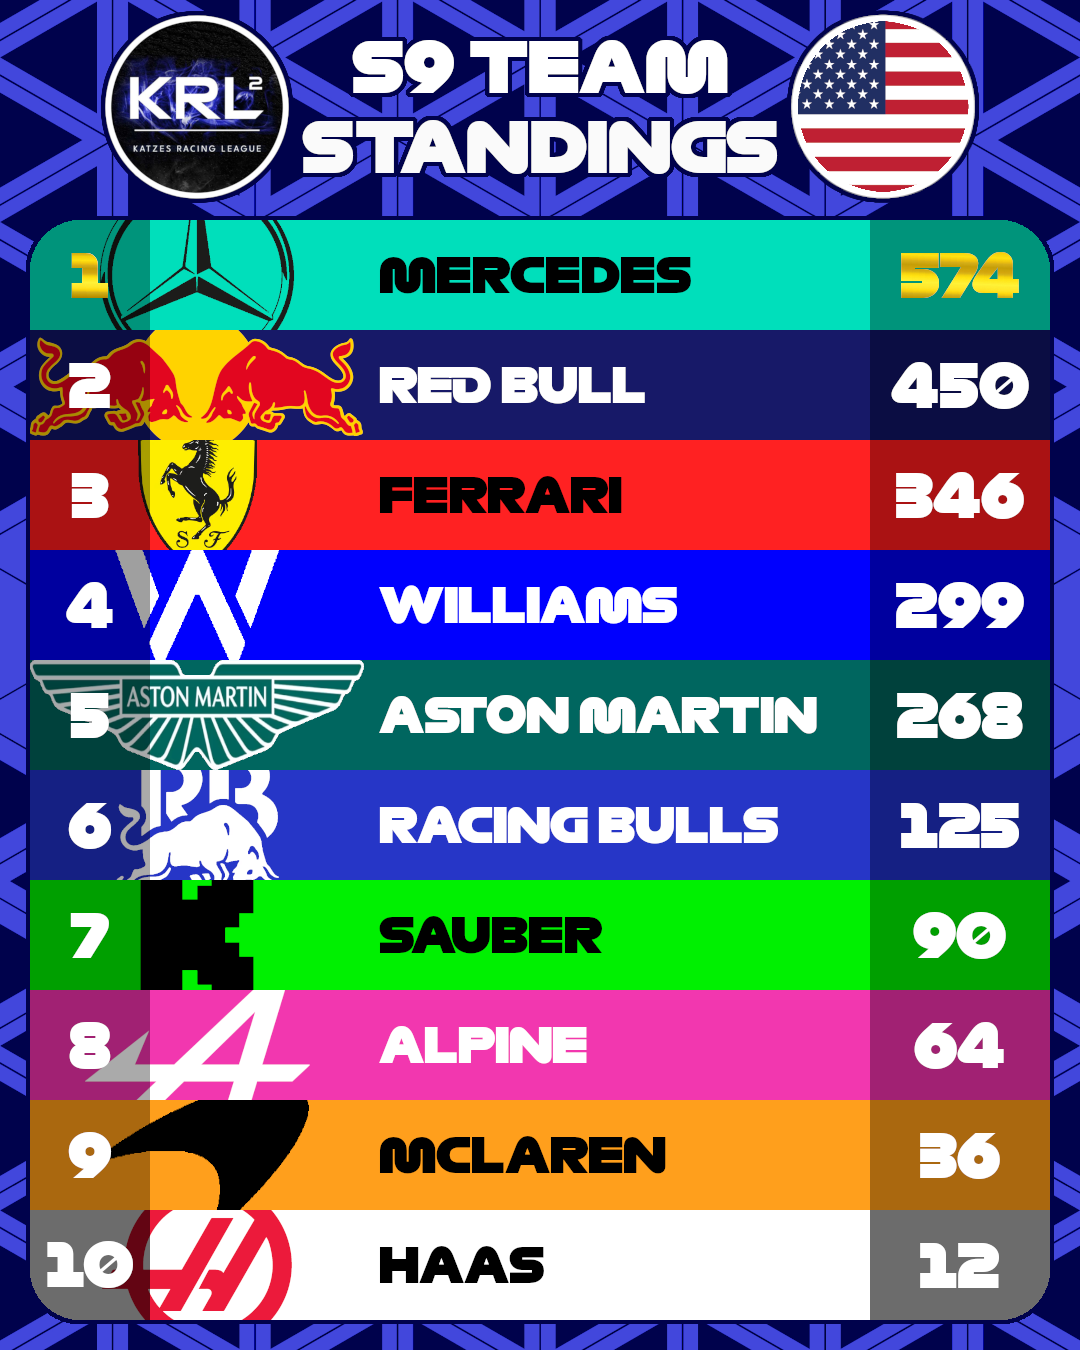 KRL²
KATZES RACING LEAGUE
S9 TEAM
STANDINGS
1 MERCEDES 574
2 RED BULL 450
3 S F FERRARI 346
4 W WILLIAMS 299
5 ASTON MARTIN ASTON MARTIN 268
6 RB RACING BULLS 125
7 SAUBER 90
8 A ALPINE 64
9 MCLAREN 36
10 H HAAS 12